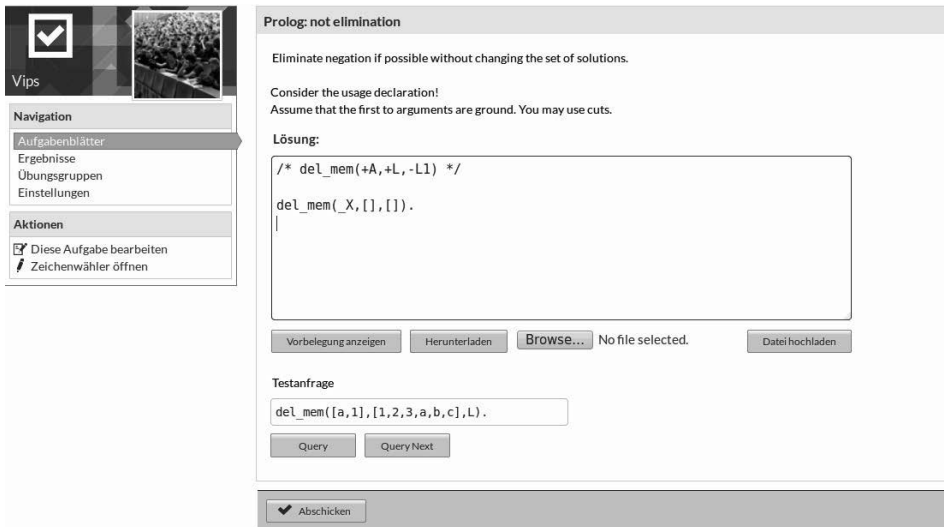 Vips
Navigation
Aufgabenblätter
Ergebnisse
Übungsgruppen
Einstellungen
Aktionen
Diese Aufgabe bearbeiten
Zeichenwähler öffnen
Prolog: not elimination
Eliminate negation if possible without changing the set of solutions.
Consider the usage declaration!
Assume that the first to arguments are ground. You may use cuts.
Lösung:
/* del_mem(+A,+L,-L1) */
del_mem(_X,[],[]).
Vorbelegung anzeigen
Herunterladen
Browse... No file selected.
Datei hochladen
Testanfrage
del_mem([a,1],[1,2,3,a,b,c],L).
Query
Query Next
Abschicken